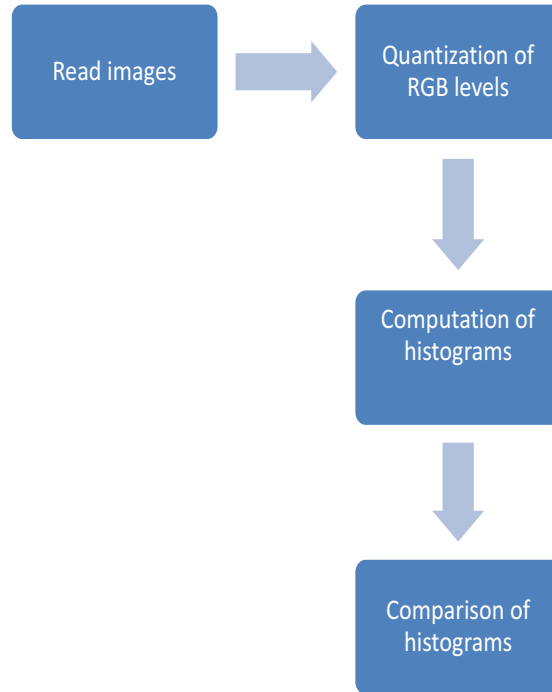 Read images
Quantization of
RGB levels
Computation of
histograms
Comparison of
histograms